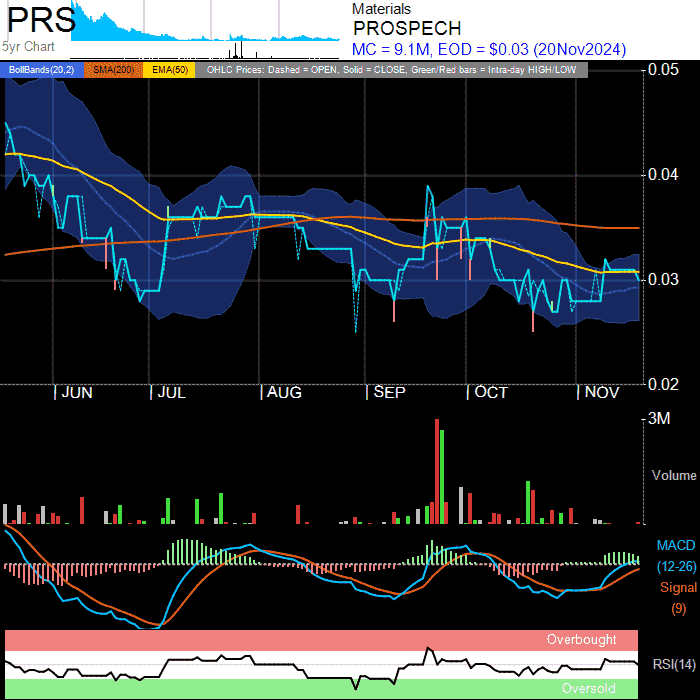 PRS
5yr Chart
Materials
PROSPECH
MC = 9.1M, EOD = $0.03 (20Nov2024)
BollBands(20,2) SMA(200) EMA(50) OHLC Prices: Dashed = OPEN, Solid = CLOSE, Green/Red bars = Intra-day HIGH/LOW
0.05
0.04
0.03
0.02
JUN JUL AUG SEP OCT NOV
3M
Volume
MACD
(12-26)
Signal
(9)
Overbought
RSI(14)
Oversold